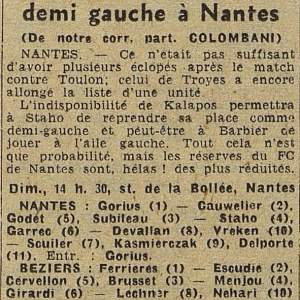 demi gauche à Nantes
(De notre corr. part. COLOMBANI)
NANTES. — Ce n'était pas suffisant
d'avoir plusieurs éclopés après le match
contre Toulon; celui de Troyes a encore
allongé la liste d'une unité.
L'indisponibilité de Kalapos permettra
à Staho de reprendre sa place comme
demi-gauche et peut-être à Barbier de
jouer à l'aile gauche. Tout cela n'est
que probabilité, mais les réserves du FC
de Nantes sont, hélas ! des plus réduites.
Dim., 14 h. 30, st. de la Bollée, Nantes
NANTES : Gorius (1) — Cauwelier (2),
Godét (5), Subileau (3) — Staho (4),
Garrec (6) — Devallan (8), Vreken (10)
— Scuiler (7), Kasmierczak (9), Delporte
(11). Entr. : Gorius.
BEZIERS : Ferrieres (1) — Escudié (2),
Cervellon (5), Brusset (3) — Menjou (4),
Girardi (6) — Lechner (8), Nehari (10)